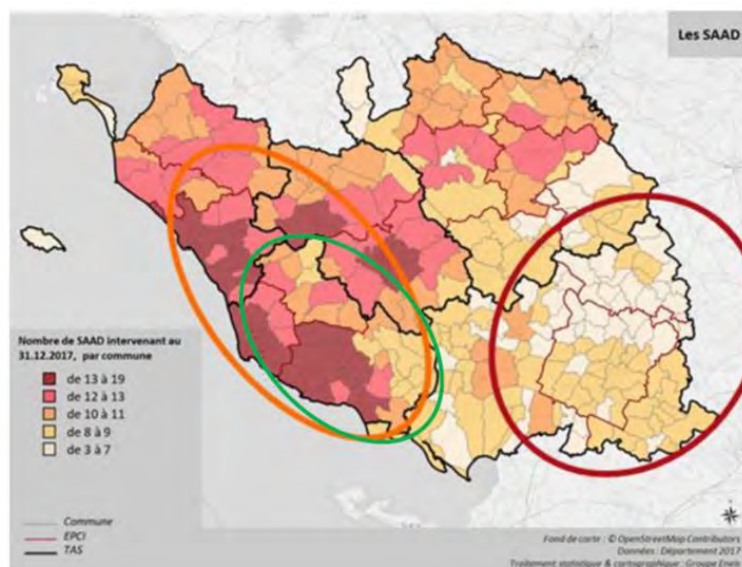 Les SAAD
Nombre de SAAD intervenant au
31.12.2017, par commune
de 13 à 19
de 12 à 13
de 10 à 11
de 8 à 9
de 3 à 7
Commune
EPCI
TAS
Fond de carte : © OpenStreetMap Contributors
Données : Département 2017
Traitement statistique & cartographique : Groupe Eneis